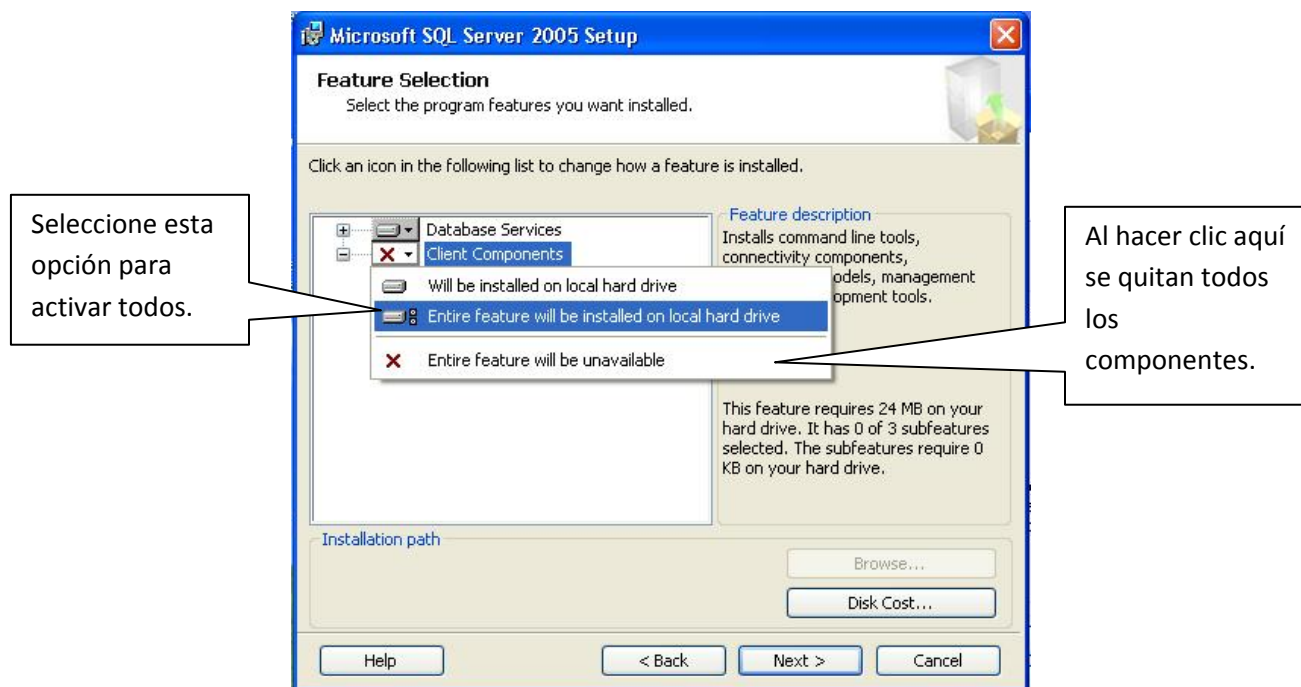 Microsoft SQL Server 2005 Setup
Feature Selection
Select the program features you want installed.
Click an icon in the following list to change how a feature is installed.
Seleccione esta
opción para
activar todos.
Database Services
Client Components
Will be installed on local hard drive
Entire feature will be installed on local hard drive
Entire feature will be unavailable
Feature description
Installs command line tools,
connectivity components,
odels, management
opment tools.
This feature requires 24 MB on your
hard drive. It has 0 of 3 subfeatures
selected. The subfeatures require 0
KB on your hard drive.
Al hacer clic aquí
se quitan todos
los
componentes.
Installation path
Browse...
Disk Cost...
Help
< Back
Next >
Cancel